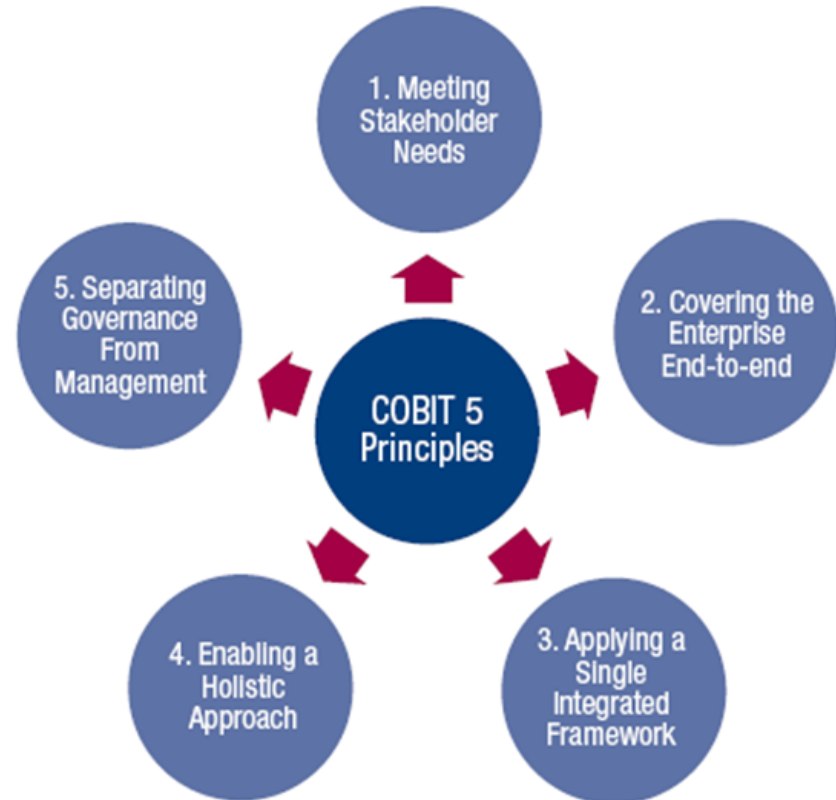 1. Meeting
Stakeholder
Needs
2. Covering the
Enterprise
End-to-end
3. Applying a
Single
Integrated
Framework
4. Enabling a
Holistic
Approach
5. Separating
Governance
From
Management
COBIT 5
Principles